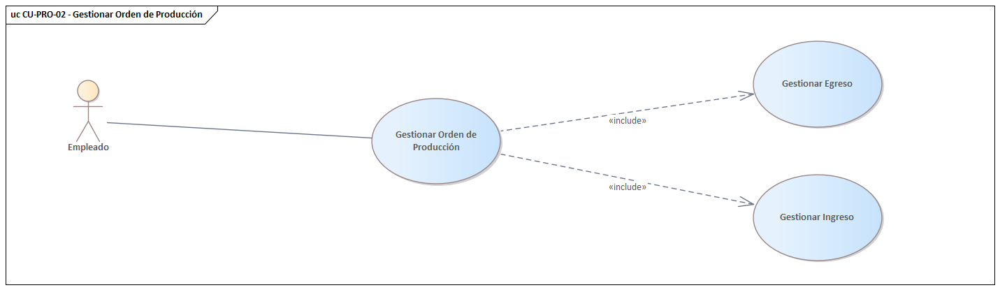 uc CU-PRO-02 - Gestionar Orden de Producción
Gestionar Egreso
«include»
Gestionar Orden de
Producción
Empleado
«include»
Gestionar Ingreso